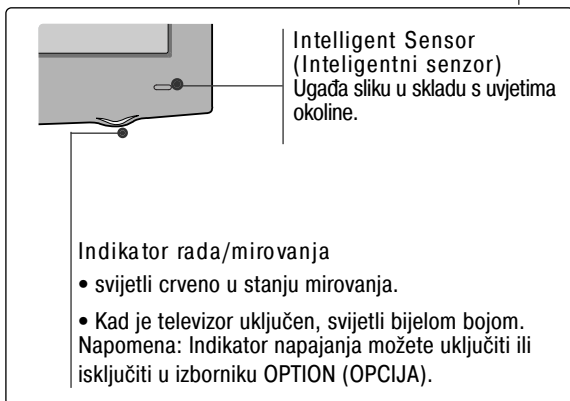 Intelligent Sensor
(Inteligentni senzor)
Ugađa sliku u skladu s uvjetima
okoline.
Indikator rada/mirovanja
• svijetli crveno u stanju mirovanja.
• Kad je televizor uključen, svijetli bijelom bojom.
Napomena: Indikator napajanja možete uključiti ili
isključiti u izborniku OPTION (OPCIJA).